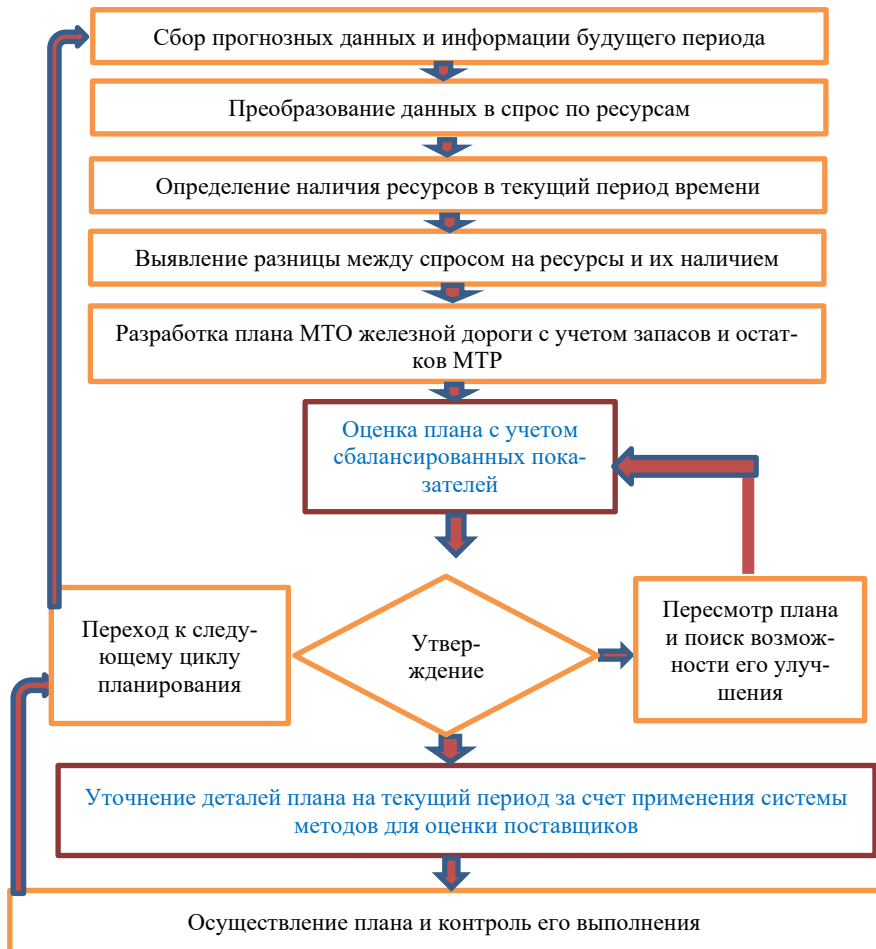 Сбор прогнозных данных и информации будущего периода
Преобразование данных в спрос по ресурсам
Определение наличия ресурсов в текущий период времени
Выявление разницы между спросом на ресурсы и их наличием
Разработка плана МТО железной дороги с учетом запасов и остат-
ков МТР
Оценка плана с учетом
сбалансированных пока-
зателей
Переход к следу-
ющему циклу
планирования
Утвер-
ждение
Пересмотр плана
и поиск возмож-
ности его улуч-
шения
Уточнение деталей плана на текущий период за счет применения системы
методов для оценки поставщиков
Осуществление плана и контроль его выполнения